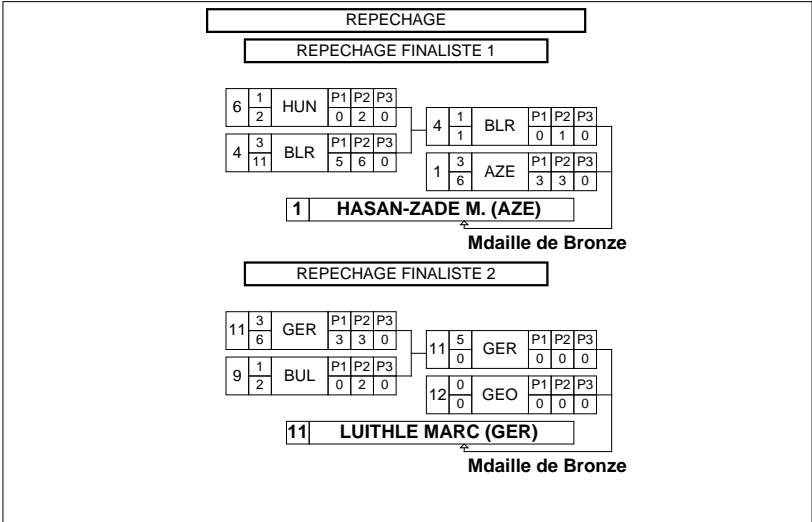 REPECHAGE
REPECHAGE FINALISTE 1
6 1 HUN P1 P2 P3
2 0 2 0
4 3 BLR P1 P2 P3
11 5 6 0
4 1 BLR P1 P2 P3
1 0 1 0
1 3 AZE P1 P2 P3
6 3 3 0
1 HASAN-ZADE M. (AZE)
Mdaille de Bronze
REPECHAGE FINALISTE 2
11 3 GER P1 P2 P3
6 3 3 0
9 1 BUL P1 P2 P3
2 0 2 0
11 5 GER P1 P2 P3
0 0 0 0
12 0 GEO P1 P2 P3
0 0 0 0
11 LUITHLE MARC (GER)
Mdaille de Bronze